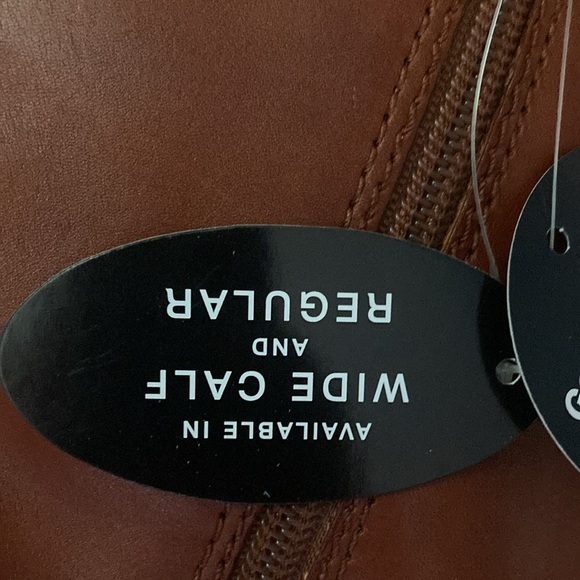 AVAILABLE IN
WIDE CALF
AND
REGULAR